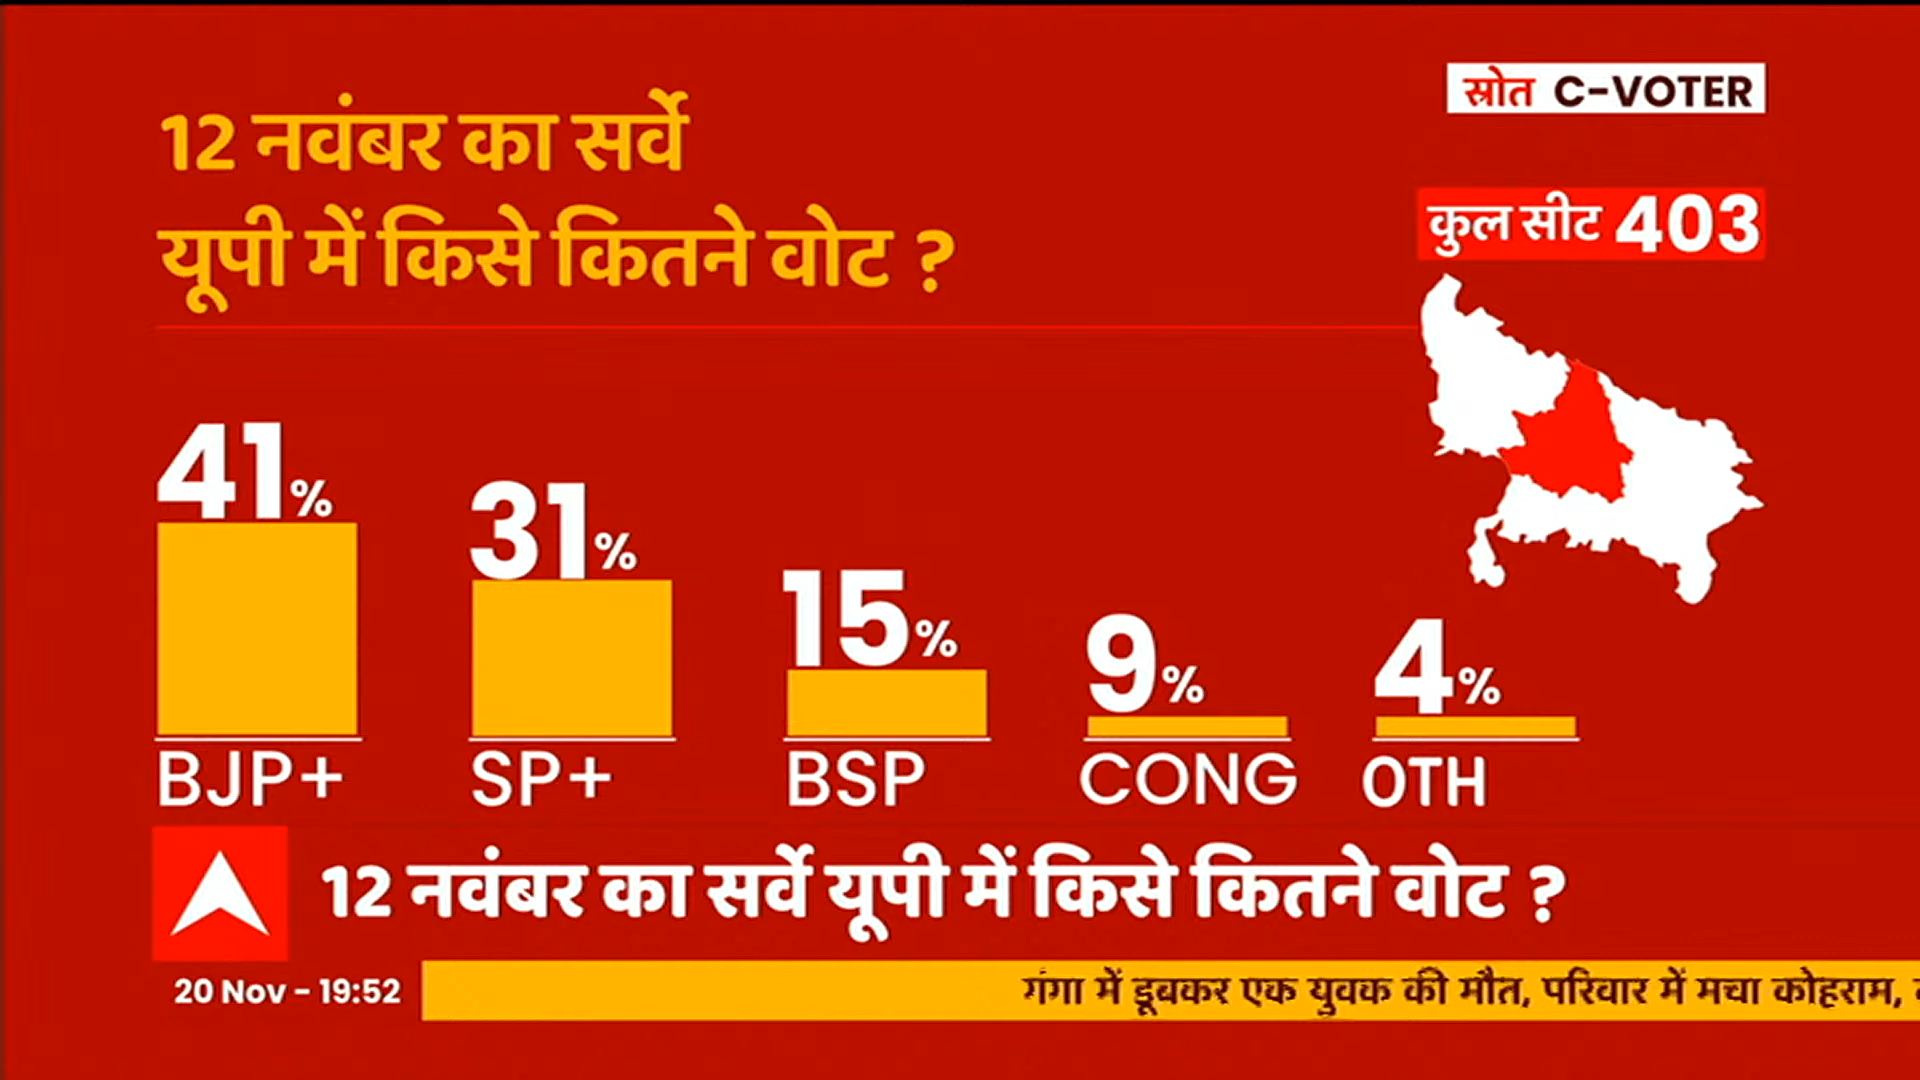 स्रोत C-VOTER
12 नवंबर का सर्वे
यूपी में किसे कितने वोट ?
कुल सीट 403
41%
31%
15%
9%
4%
BJP+
SP+
BSP
CONG
OTH
12 नवंबर का सर्वे यूपी में किसे कितने वोट ?
20 Nov - 19:52
गंगा में डूबकर एक युवक की मौत, परिवार में मचा कोहराम,